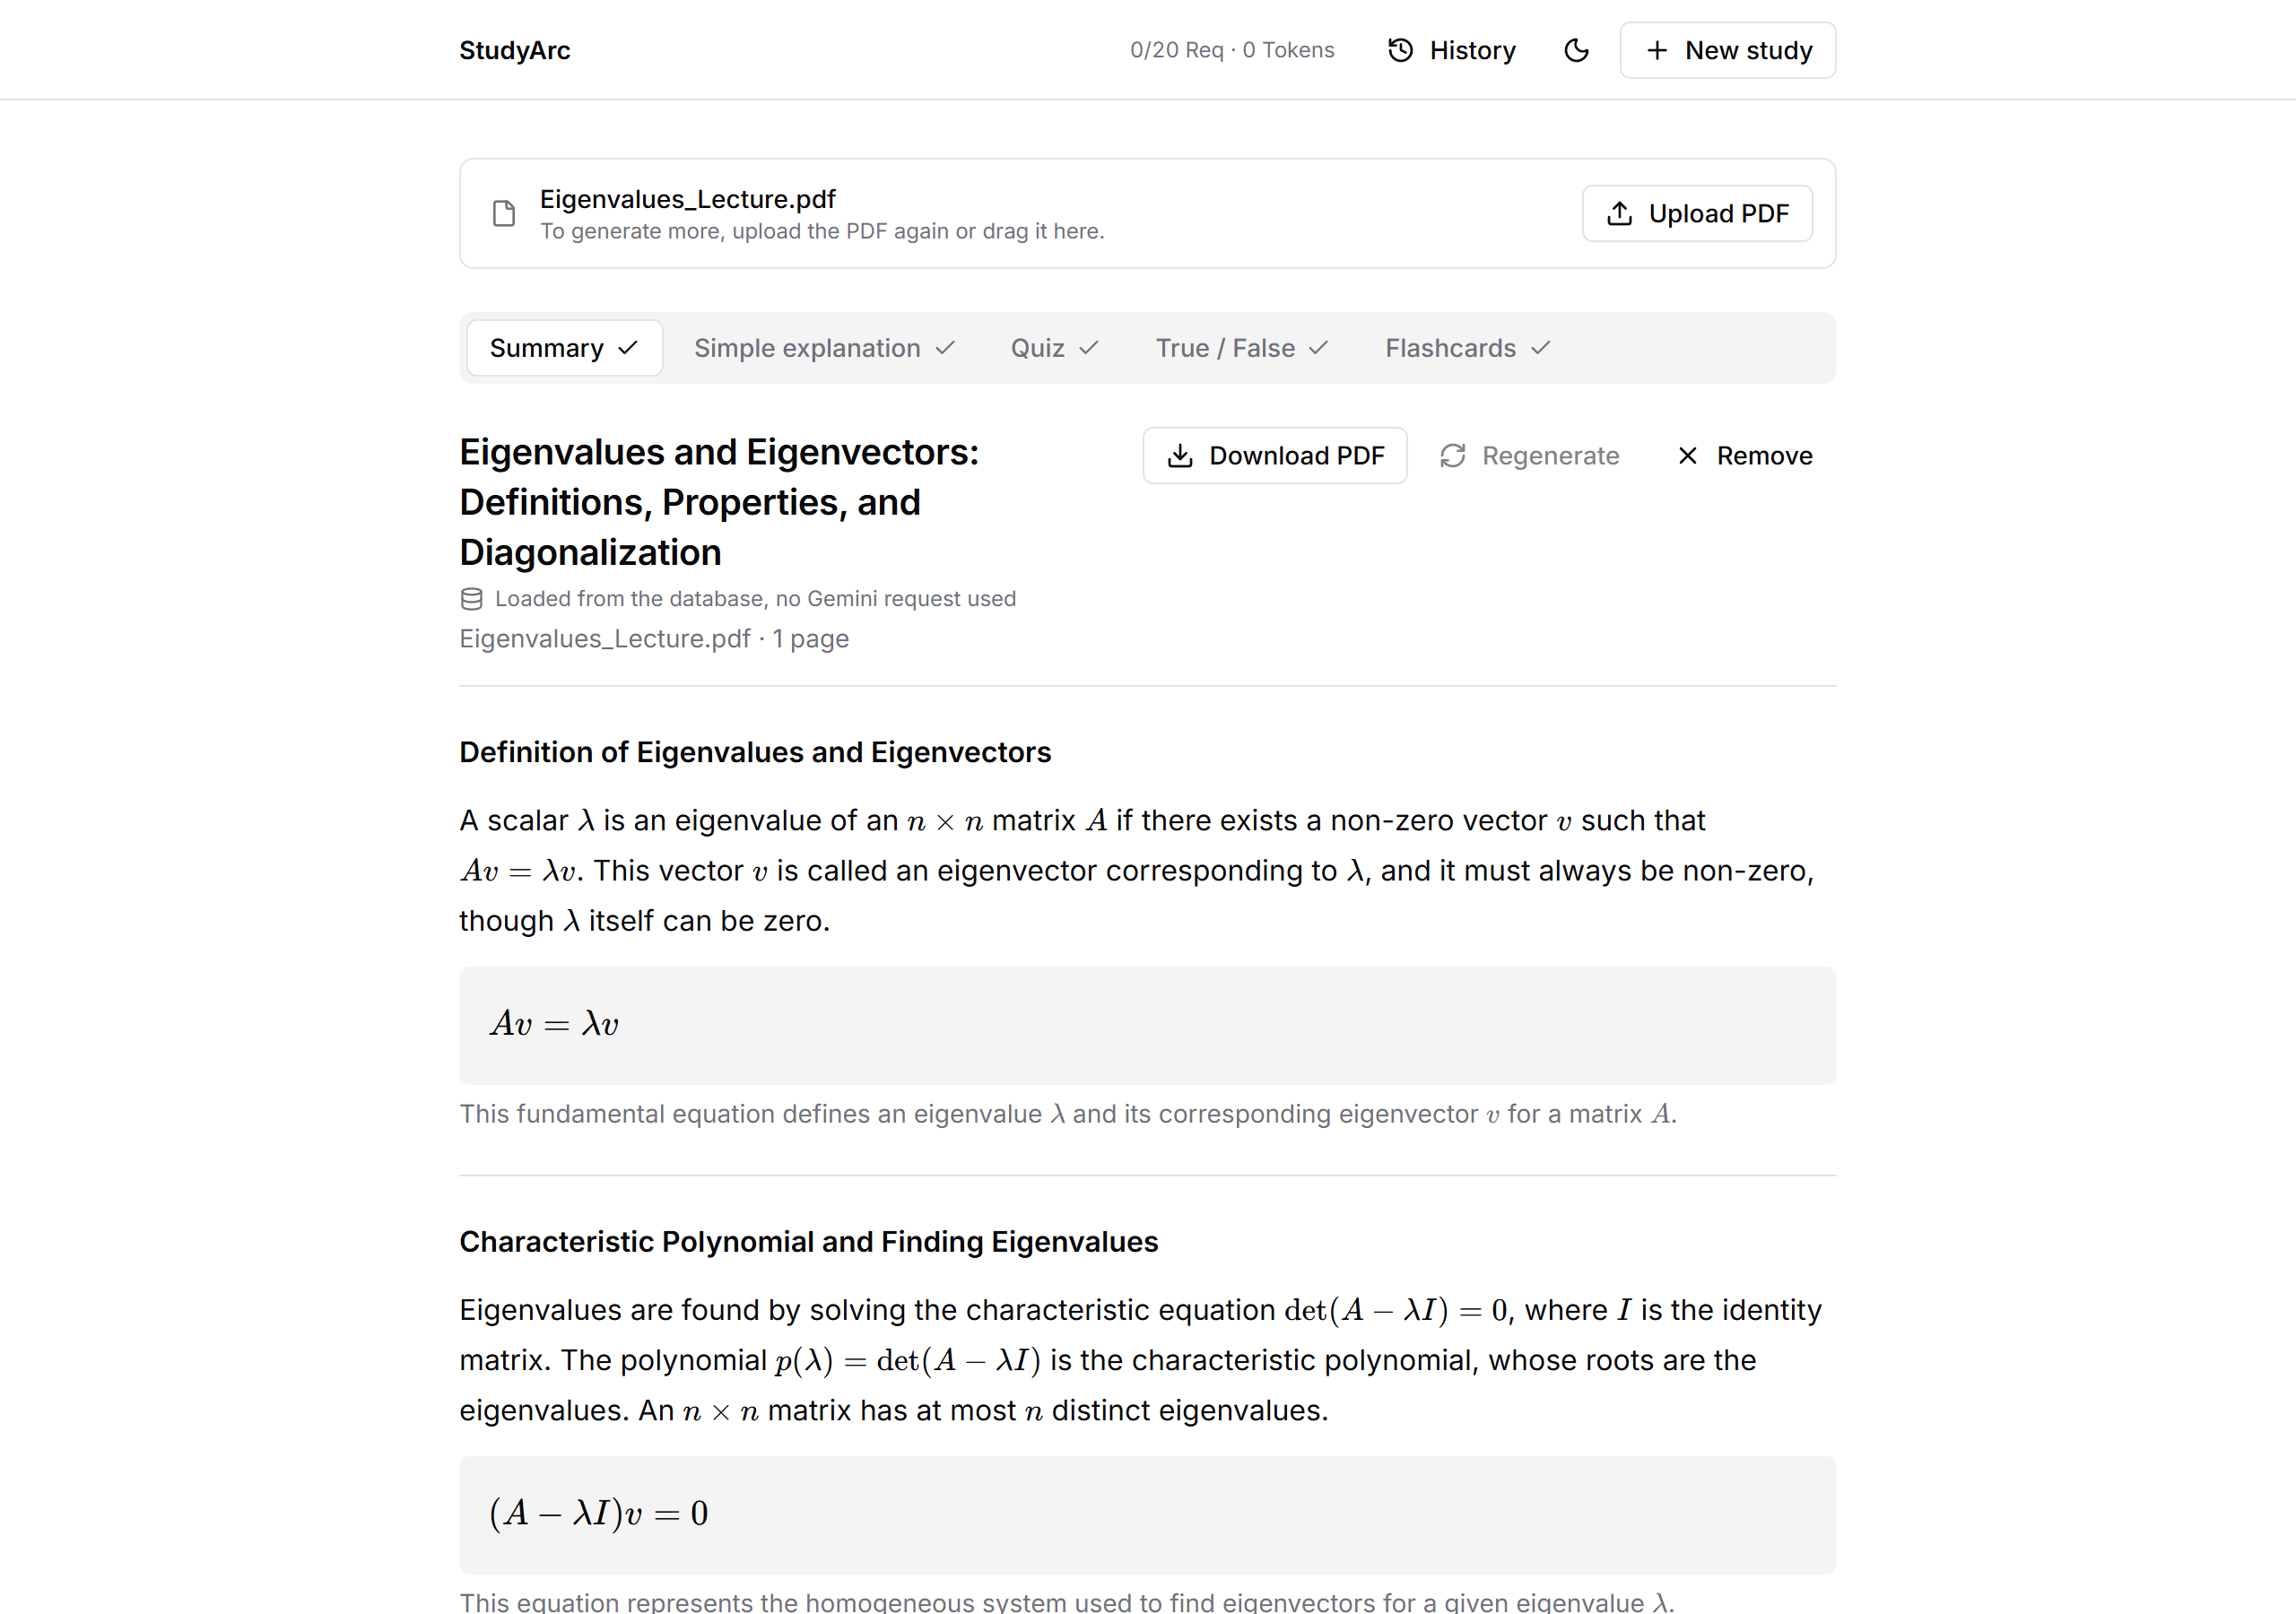 StudyArc
0/20 Req · 0 Tokens
History
New study
Eigenvalues_Lecture.pdf
To generate more, upload the PDF again or drag it here.
Upload PDF
Summary
Simple explanation
Quiz
True / False
Flashcards
Eigenvalues and Eigenvectors:
Definitions, Properties, and
Diagonalization
Download PDF
Regenerate
Remove
Loaded from the database, no Gemini request used
Eigenvalues_Lecture.pdf · 1 page
Definition of Eigenvalues and Eigenvectors
A scalar λ is an eigenvalue of an n × n matrix A if there exists a non-zero vector v such that
Av = λv. This vector v is called an eigenvector corresponding to λ, and it must always be non-zero,
though λ itself can be zero.
Av = λv
This fundamental equation defines an eigenvalue λ and its corresponding eigenvector v for a matrix A.
Characteristic Polynomial and Finding Eigenvalues
Eigenvalues are found by solving the characteristic equation det(A − λI) = 0, where I is the identity
matrix. The polynomial p(λ) = det(A − λI) is the characteristic polynomial, whose roots are the
eigenvalues. An n × n matrix has at most n distinct eigenvalues.
(A − λI)v = 0
This equation represents the homogeneous system used to find eigenvectors for a given eigenvalue λ.